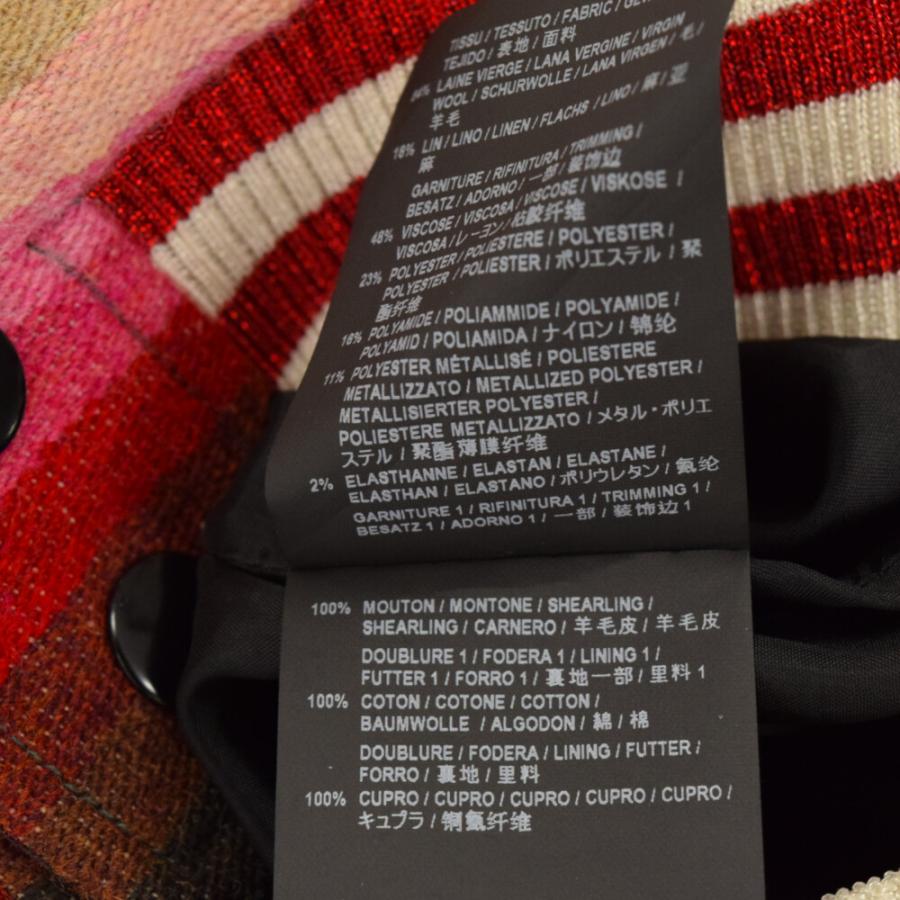 TISSU / TESSUTO / FABRIC /
TEJIDO / 表地 / 面料
LAINE VIERGE / LANA VERGINE / VIRGIN
WOOL / SCHURWOLLE / LANA VIRGEN / 毛 /
羊毛
16% LIN / LINO / LINEN / FLACHS / LINO / 麻 / 亚
麻
GARNITURE / RIFINITURA / TRIMMING /
BESATZ / ADORNO / 一部 / 装饰边
48% VISCOSE / VISCOSA / VISCOSE / VISKOSE /
VISCOSA / レーヨン / 粘胶纤维
23% POLYESTER / POLIESTERE / POLYESTER /
POLYESTER / POLIESTER / ポリエステル / 聚
酯纤维
16% POLYAMIDE / POLIAMMIDE / POLYAMIDE /
POLYAMID / POLIAMIDA / ナイロン / 锦纶
11% POLYESTER MÉTALLISÉ / POLIESTERE
METALLIZZATO / METALLIZED POLYESTER /
METALLISIERTER POLYESTER /
POLIESTERE METALLIZZATO / メタル・ポリエ
ステル / 聚酯薄膜纤维
2% ELASTHANNE / ELASTAN / ELASTANE /
ELASTHAN / ELASTANO / ポリウレタン / 氨纶
GARNITURE 1 / RIFINITURA 1 / TRIMMING 1 /
BESATZ 1 / ADORNO 1 / 一部 / 装饰边 1
100% MOUTON / MONTONE / SHEARLING /
SHEARLING / CARNERO / 羊毛皮 / 羊毛皮
DOUBLURE 1 / FODERA 1 / LINING 1 /
FUTTER 1 / FORRO 1 / 裏地一部 / 里料 1
100% COTON / COTONE / COTTON /
BAUMWOLLE / ALGODON / 綿 / 棉
DOUBLURE / FODERA / LINING / FUTTER /
FORRO / 裏地 / 里料
100% CUPRO / CUPRO / CUPRO / CUPRO / CUPRO /
キュプラ / 铜氨纤维